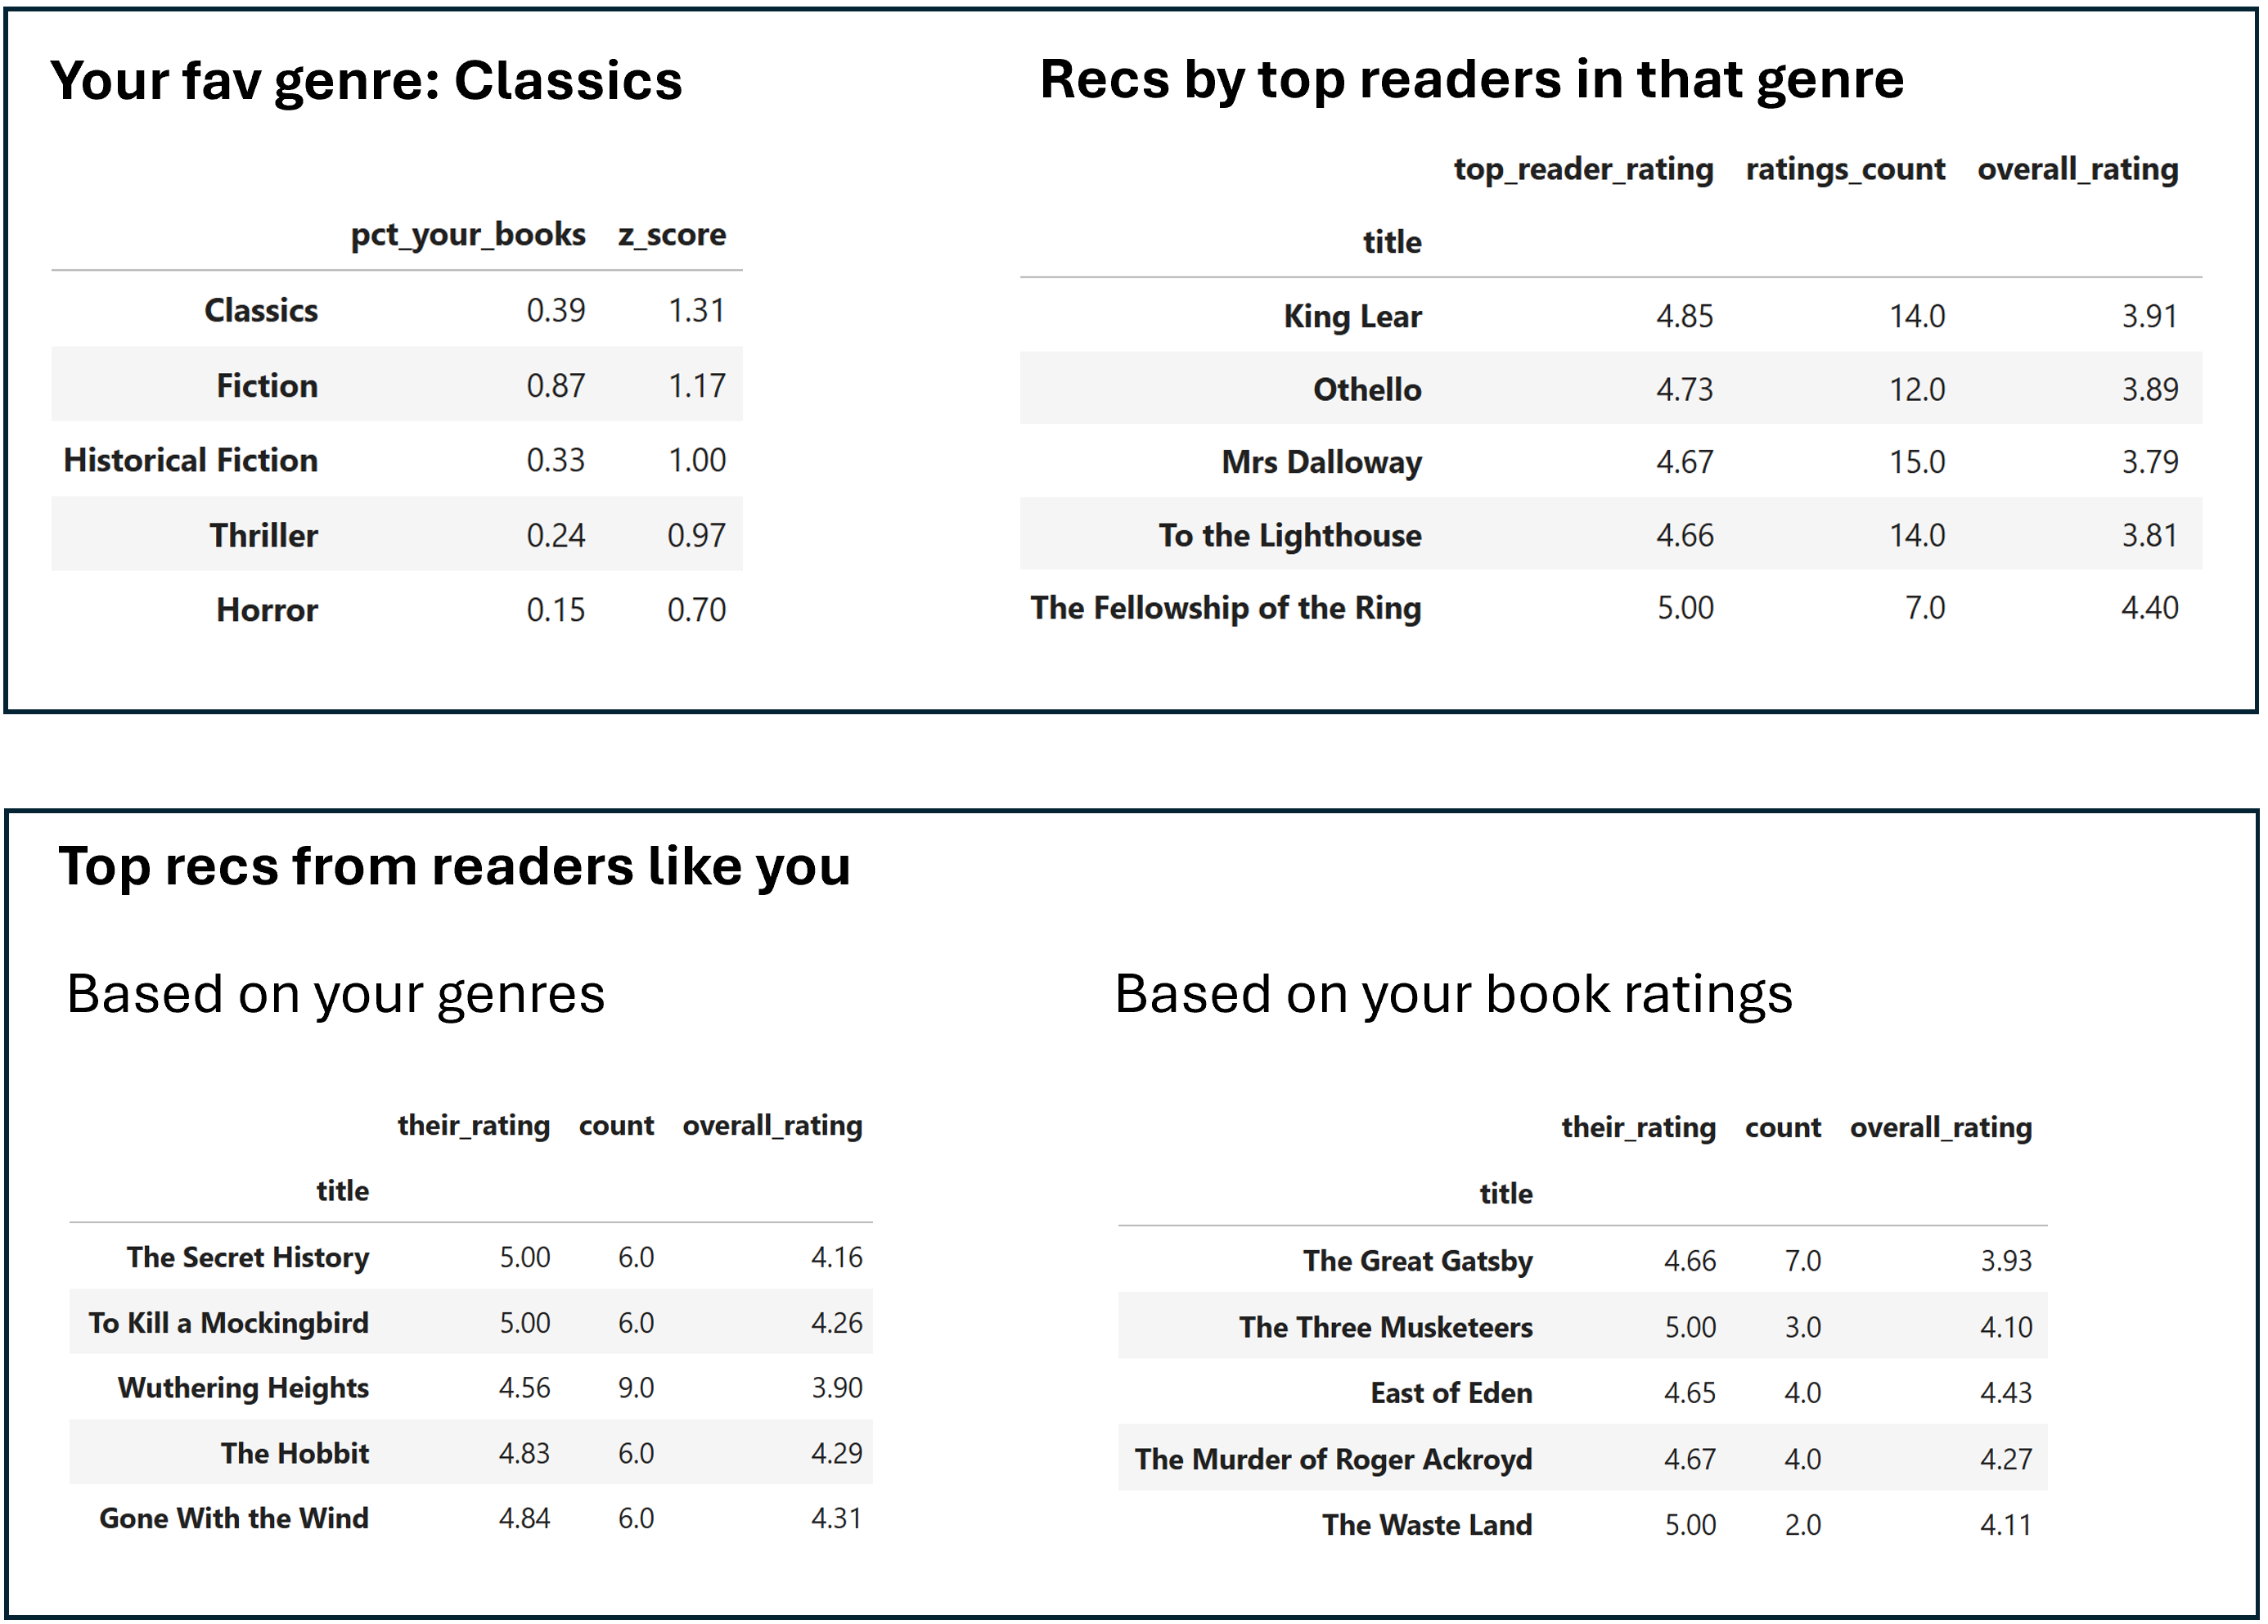 Your fav genre: Classics
pct_your_books z_score
Classics 0.39 1.31
Fiction 0.87 1.17
Historical Fiction 0.33 1.00
Thriller 0.24 0.97
Horror 0.15 0.70
Recs by top readers in that genre
top_reader_rating ratings_count overall_rating
title
King Lear 4.85 14.0 3.91
Othello 4.73 12.0 3.89
Mrs Dalloway 4.67 15.0 3.79
To the Lighthouse 4.66 14.0 3.81
The Fellowship of the Ring 5.00 7.0 4.40
Top recs from readers like you
Based on your genres
their_rating count overall_rating
title
The Secret History 5.00 6.0 4.16
To Kill a Mockingbird 5.00 6.0 4.26
Wuthering Heights 4.56 9.0 3.90
The Hobbit 4.83 6.0 4.29
Gone With the Wind 4.84 6.0 4.31
Based on your book ratings
their_rating count overall_rating
title
The Great Gatsby 4.66 7.0 3.93
The Three Musketeers 5.00 3.0 4.10
East of Eden 4.65 4.0 4.43
The Murder of Roger Ackroyd 4.67 4.0 4.27
The Waste Land 5.00 2.0 4.11